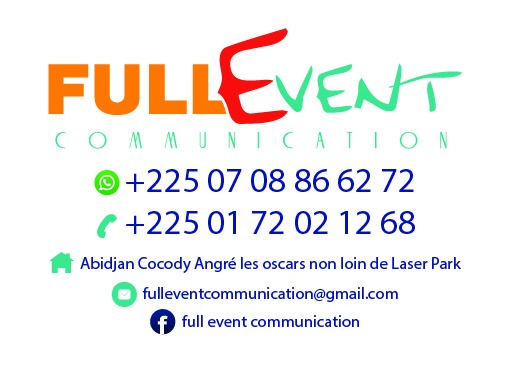 FULLEVENT
COMMUNICATION
+225 07 08 86 62 72
+225 01 72 02 12 68
Abidjan Cocody Angré les oscars non loin de Laser Park
fulleventcommunication@gmail.com
full event communication